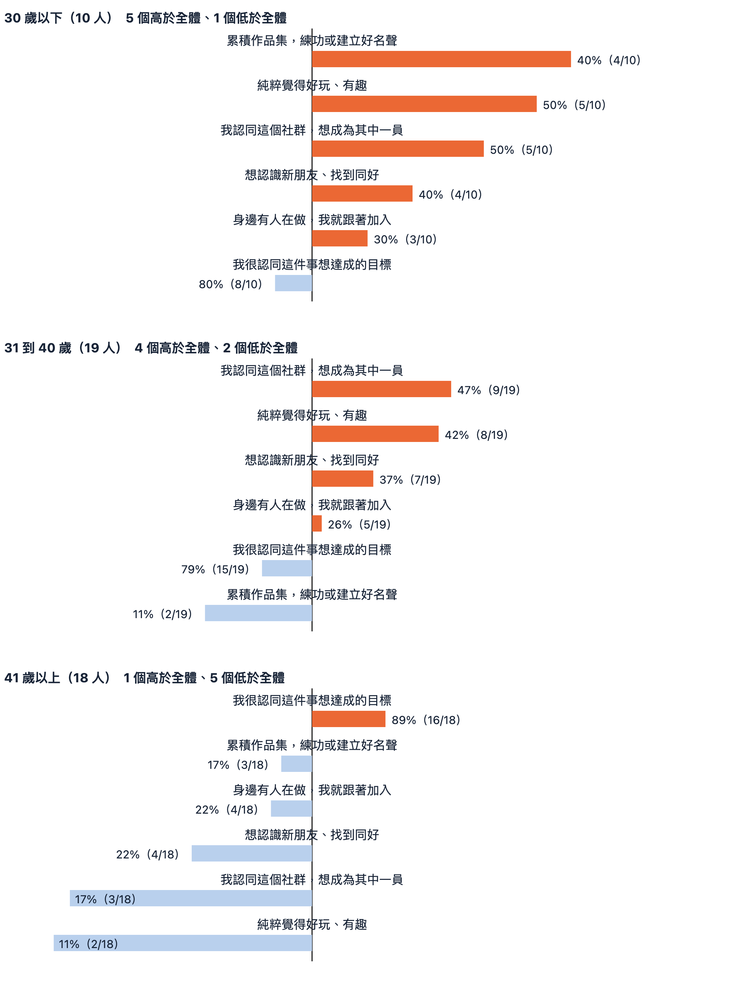 30 歲以下（10 人） 5 個高於全體、1 個低於全體
累積作品集，練功或建立好名聲
40%（4/10）
純粹覺得好玩、有趣
50%（5/10）
我認同這個社群，想成為其中一員
50%（5/10）
想認識新朋友、找到同好
40%（4/10）
身邊有人在做，我就跟著加入
30%（3/10）
我很認同這件事想達成的目標
80%（8/10）
31 到 40 歲（19 人） 4 個高於全體、2 個低於全體
我認同這個社群，想成為其中一員
47%（9/19）
純粹覺得好玩、有趣
42%（8/19）
想認識新朋友、找到同好
37%（7/19）
身邊有人在做，我就跟著加入
26%（5/19）
我很認同這件事想達成的目標
79%（15/19）
累積作品集，練功或建立好名聲
11%（2/19）
41 歲以上（18 人） 1 個高於全體、5 個低於全體
我很認同這件事想達成的目標
89%（16/18）
累積作品集，練功或建立好名聲
17%（3/18）
身邊有人在做，我就跟著加入
22%（4/18）
想認識新朋友、找到同好
22%（4/18）
我認同這個社群，想成為其中一員
17%（3/18）
純粹覺得好玩、有趣
11%（2/18）